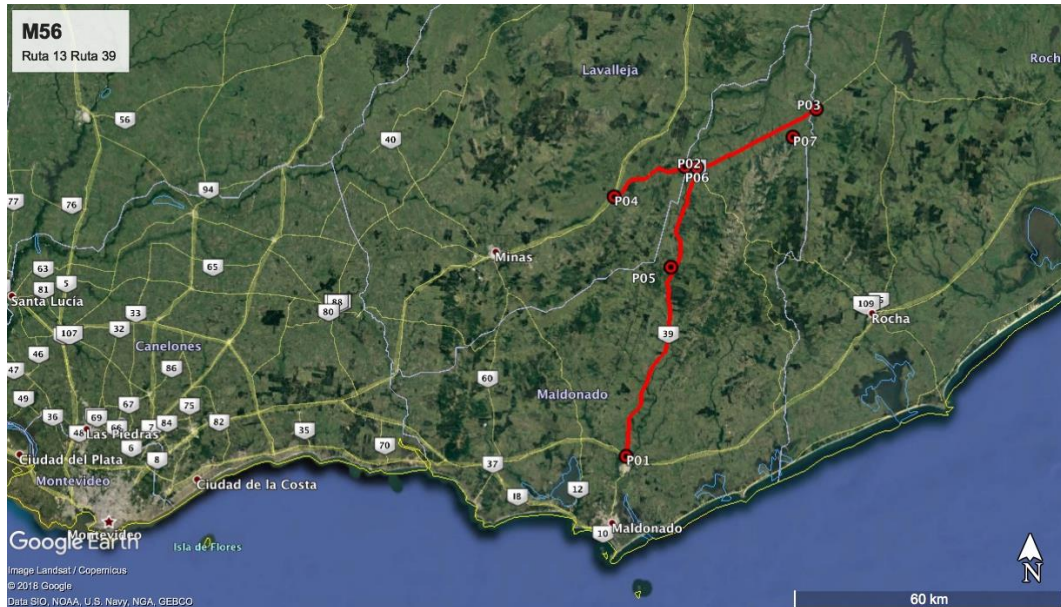 M56
Ruta 13 Ruta 39
Lavalleja
Roch
56
40
P03
P07
P02
P06
94
P04
77
76
Minas
P05
65
63
5
81
Santa Lucía
33
88
80
109
Rocha
107
32
39
46
Canelones
47
86
60
Maldonado
49
67
75
36
69
66
7
84
82
48
Las Piedras
35
6
70
P01
Ciudad del Plata
8
37
12
Montevideo
Ciudad de la Costa
18
10
Maldonado
Montevideo
Google Earth
Isla de Flores
Image Landsat / Copernicus
© 2018 Google
Data SIO, NOAA, U.S. Navy, NGA, GEBCO
N
60 km